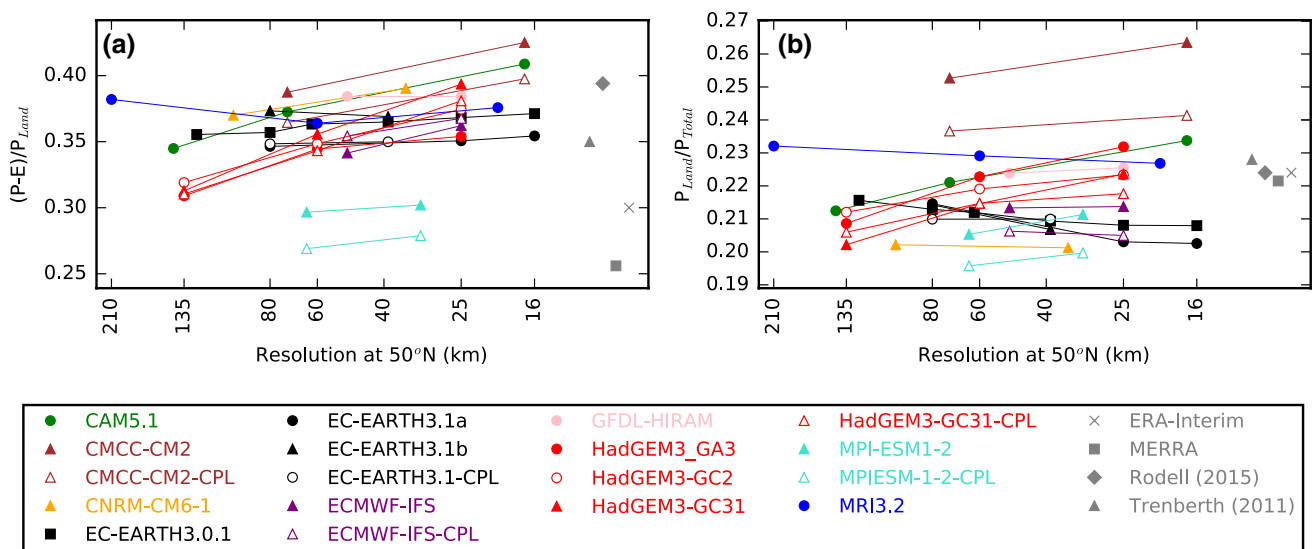 (a)
(P-E)/P_Land
0.40
0.35
0.30
0.25
210
135
80
60
40
25
16
Resolution at 50°N (km)
(b)
P_Land/P_Total
0.27
0.26
0.25
0.24
0.23
0.22
0.21
0.20
0.19
210
135
80
60
40
25
16
Resolution at 50°N (km)
CAM5.1
CMCC-CM2
CMCC-CM2-CPL
CNRM-CM6-1
EC-EARTH3.0.1
EC-EARTH3.1a
EC-EARTH3.1b
EC-EARTH3.1-CPL
ECMWF-IFS
ECMWF-IFS-CPL
GFDL-HIRAM
HadGEM3_GA3
HadGEM3-GC2
HadGEM3-GC31
HadGEM3-GC31-CPL
MPI-ESM1-2
MPIESM-1-2-CPL
MRI3.2
ERA-Interim
MERRA
Rodell (2015)
Trenberth (2011)